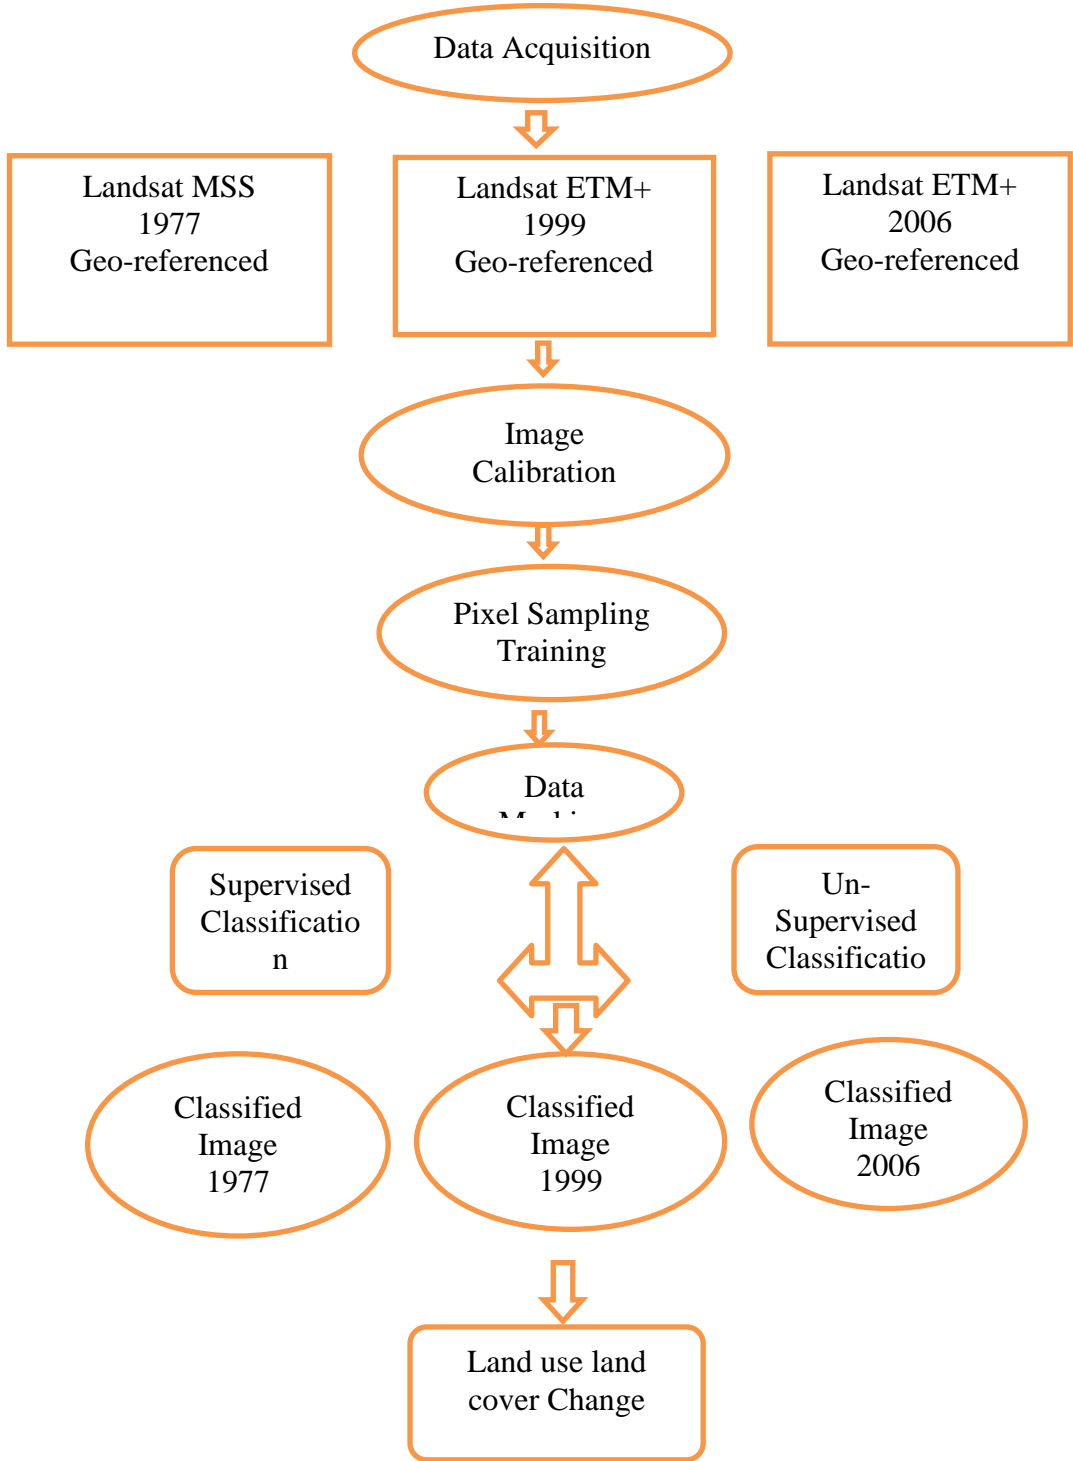 Data Acquisition
Landsat MSS
1977
Geo-referenced
Landsat ETM+
1999
Geo-referenced
Landsat ETM+
2006
Geo-referenced
Image
Calibration
Pixel Sampling
Training
Data
Supervised
Classificatio
n
Un-
Supervised
Classificatio
Classified
Image
1977
Classified
Image
1999
Classified
Image
2006
Land use land
cover Change